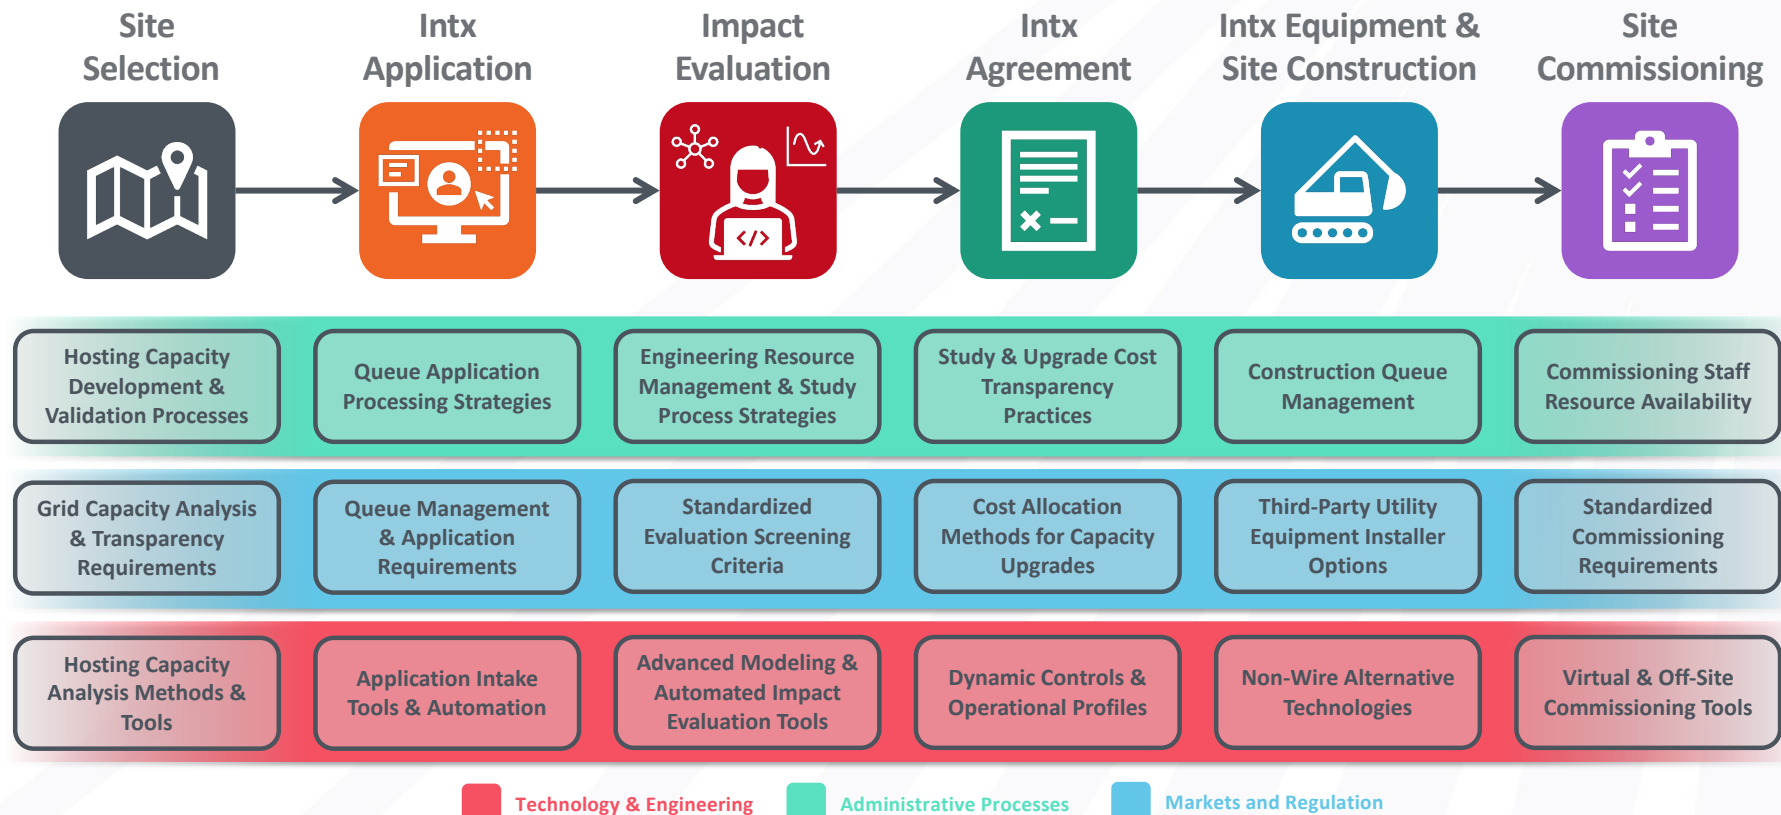 Site
Selection
Intx
Application
Impact
Evaluation
Intx
Agreement
Intx Equipment &
Site Construction
Site
Commissioning
</>
Hosting Capacity
Development &
Validation Processes
Queue Application
Processing Strategies
Engineering Resource
Management & Study
Process Strategies
Study & Upgrade Cost
Transparency
Practices
Construction Queue
Management
Commissioning Staff
Resource Availability
Grid Capacity Analysis
& Transparency
Requirements
Queue Management
& Application
Requirements
Standardized
Evaluation Screening
Criteria
Cost Allocation
Methods for Capacity
Upgrades
Third-Party Utility
Equipment Installer
Options
Standardized
Commissioning
Requirements
Hosting Capacity
Analysis Methods &
Tools
Application Intake
Tools & Automation
Advanced Modeling &
Automated Impact
Evaluation Tools
Dynamic Controls &
Operational Profiles
Non-Wire Alternative
Technologies
Virtual & Off-Site
Commissioning Tools
Technology & Engineering
Administrative Processes
Markets and Regulation